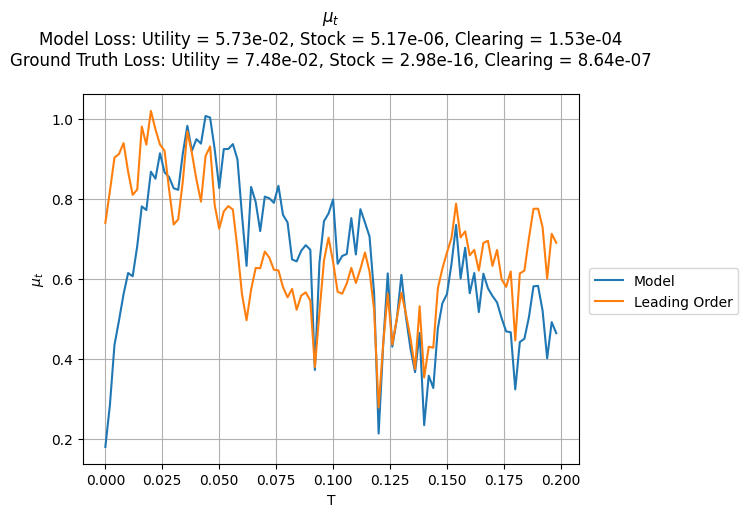 μ_t
Model Loss: Utility = 5.73e-02, Stock = 5.17e-06, Clearing = 1.53e-04
Ground Truth Loss: Utility = 7.48e-02, Stock = 2.98e-16, Clearing = 8.64e-07
1.0
0.8
0.6
0.4
0.2
μ_t
0.000 0.025 0.050 0.075 0.100 0.125 0.150 0.175 0.200
T
Model
Leading Order